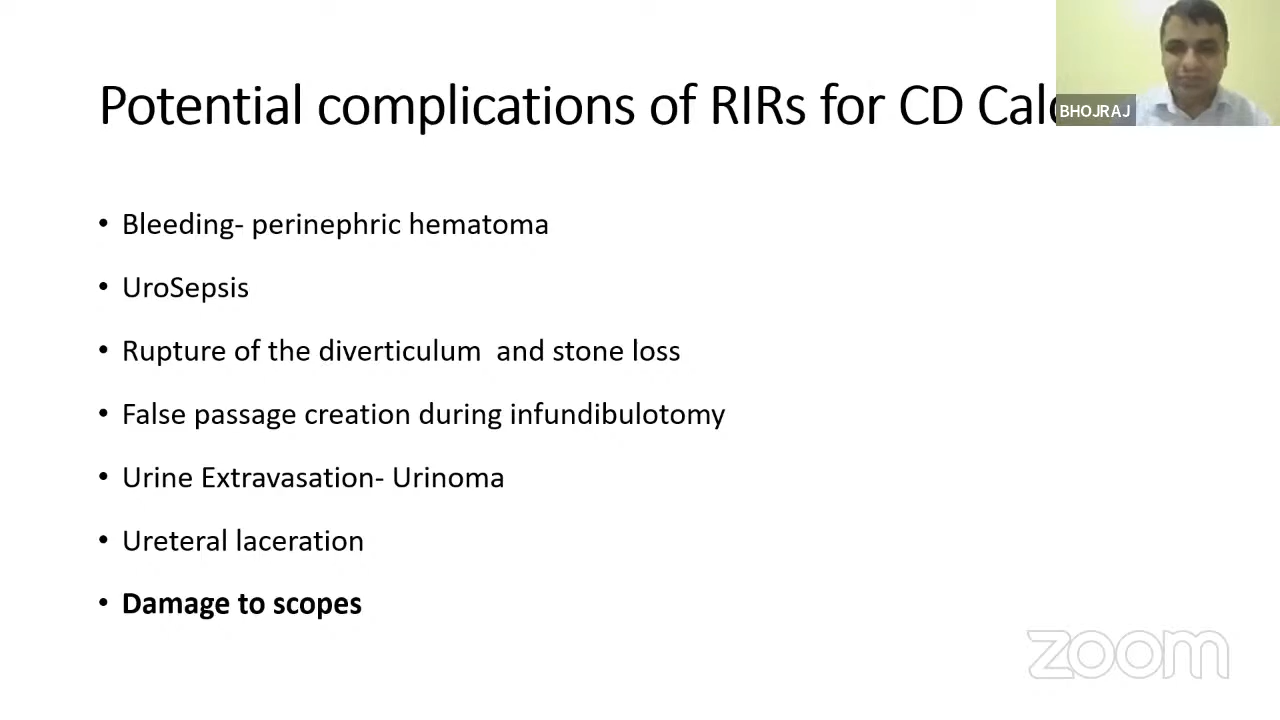 Potential complications of RIRs for CD
BHOJRAJ
• Bleeding- perinephric hematoma
• UroSepsis
• Rupture of the diverticulum and stone loss
• False passage creation during infundibulotomy
• Urine Extravasation- Urinoma
• Ureteral laceration
• Damage to scopes
zoom